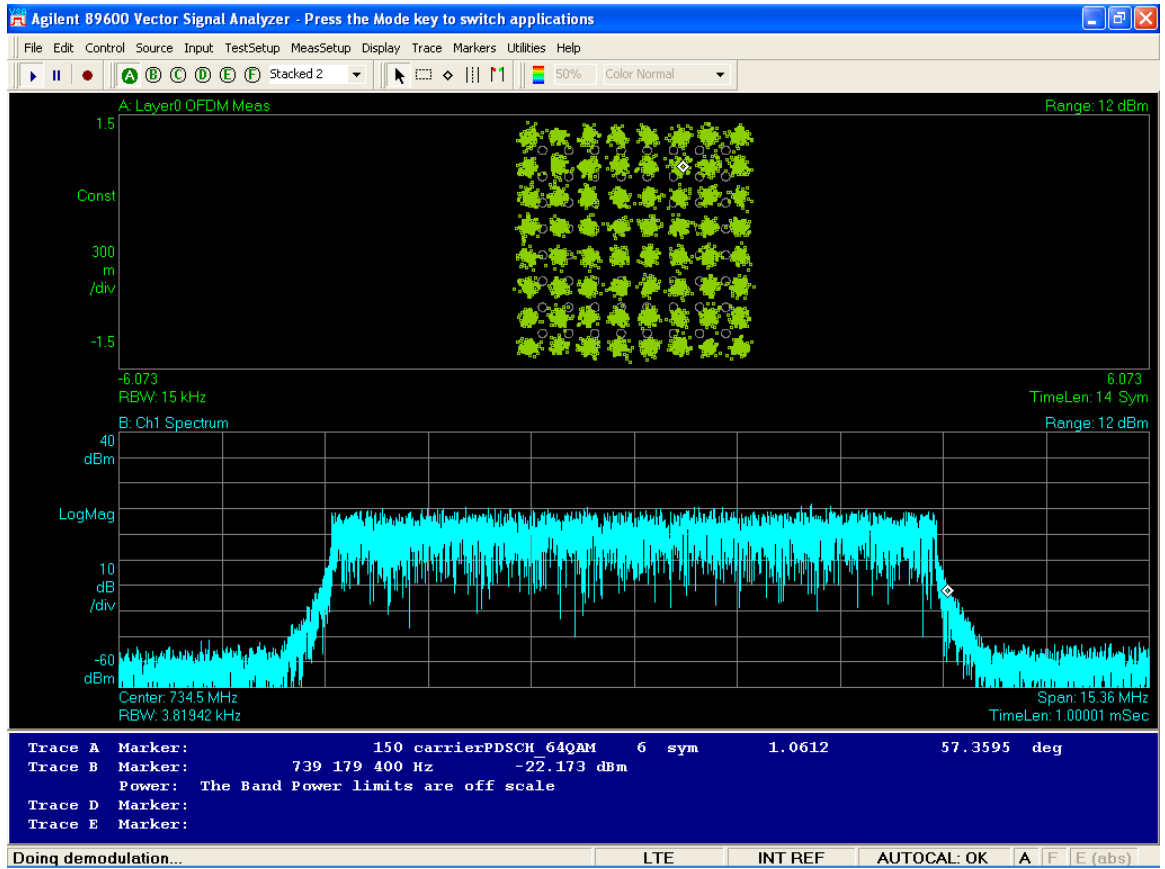 VSA Agilent 89600 Vector Signal Analyzer - Press the Mode key to switch applications
File Edit Control Source Input TestSetup MeasSetup Display Trace Markers Utilities Help
A B C D E F Stacked 2 50% Color Normal
A: Layer0 OFDM Meas Range: 12 dBm
1.5
Const
300
m
/div
-1.5
-6.073 6.073
RBW: 15 kHz TimeLen: 14 Sym
B: Ch1 Spectrum Range: 12 dBm
40
dBm
LogMag
10
dB
/div
-60
dBm
Center: 734.5 MHz Span: 15.36 MHz
RBW: 3.81942 kHz TimeLen: 1.00001 mSec
Trace A Marker: 150 carrierPDSCH_64QAM 6 sym 1.0612 57.3595 deg
Trace B Marker: 739 179 400 Hz -22.173 dBm
Power: The Band Power limits are off scale
Trace D Marker:
Trace E Marker:
Doing demodulation... LTE INT REF AUTOCAL: OK A F E (abs)